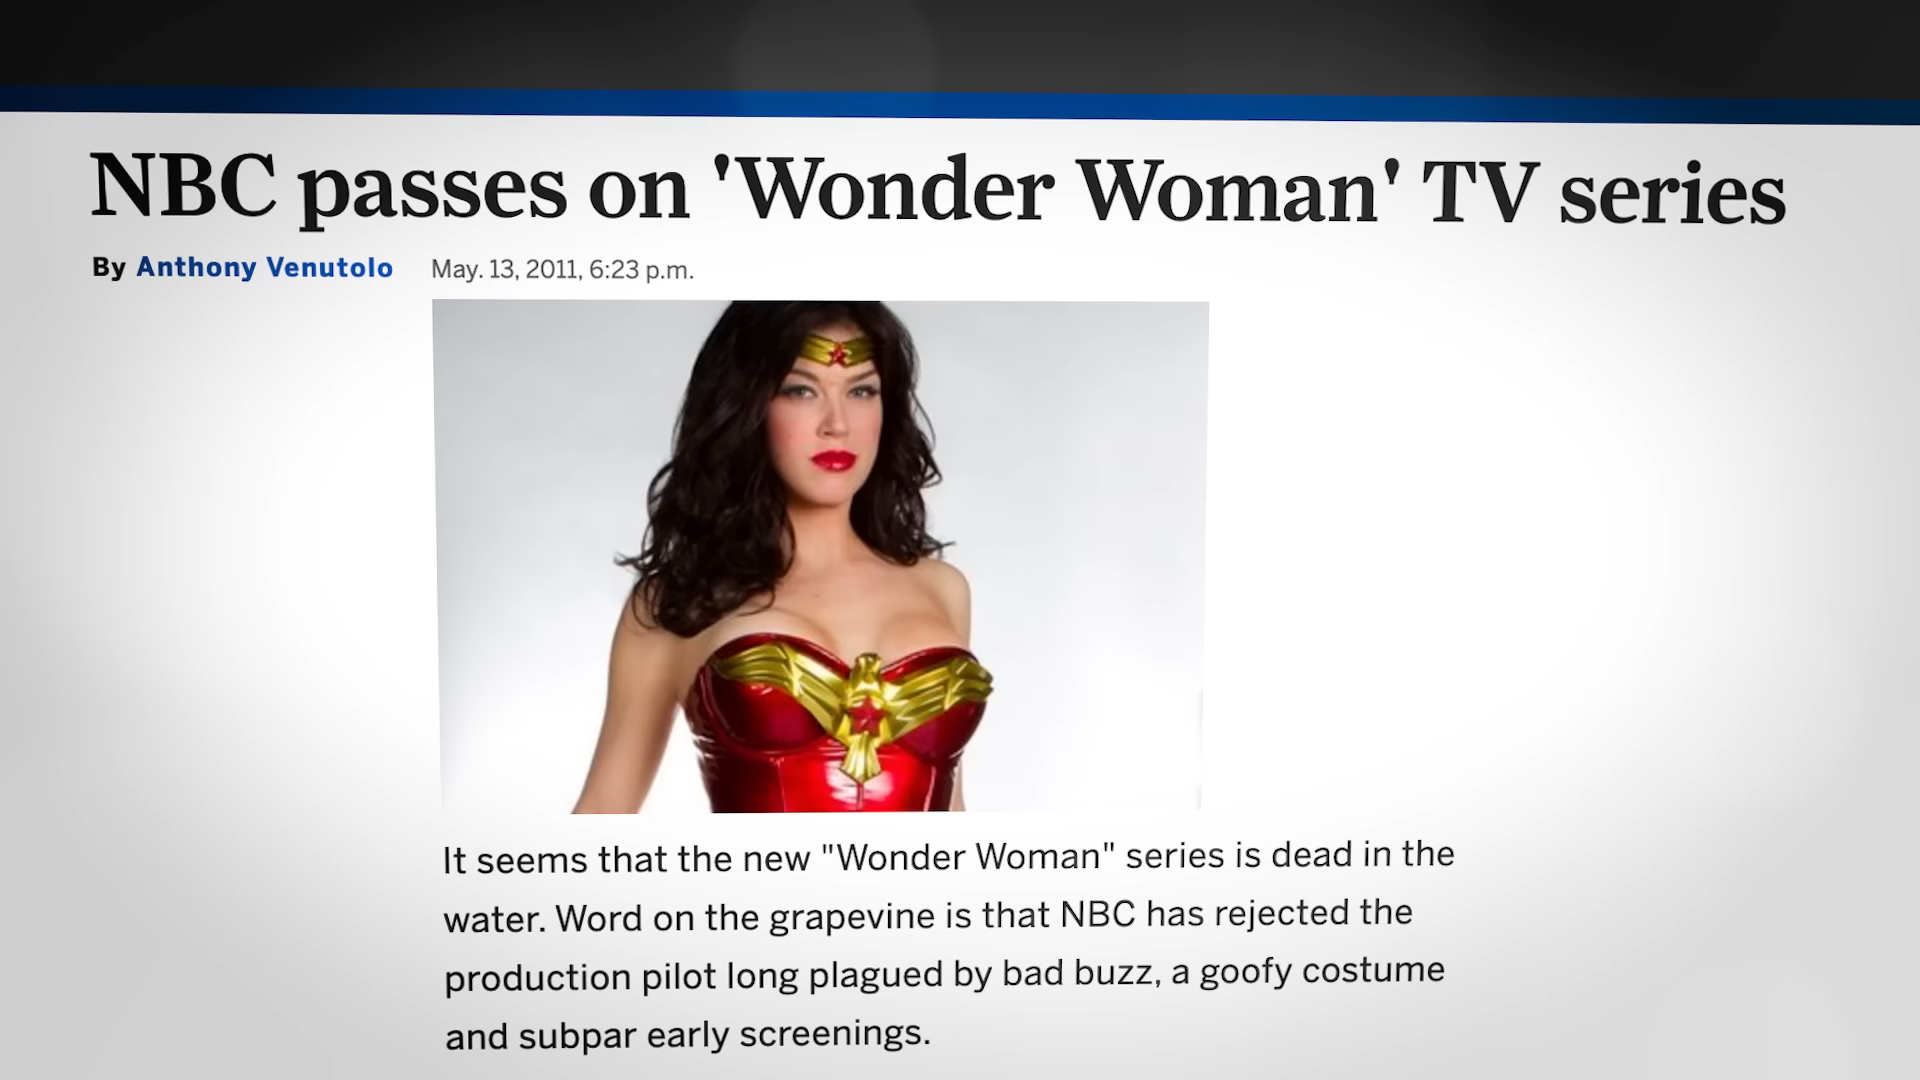 NBC passes on 'Wonder Woman' TV series
By Anthony Venutolo May. 13, 2011, 6:23 p.m.
It seems that the new "Wonder Woman" series is dead in the
water. Word on the grapevine is that NBC has rejected the
production pilot long plagued by bad buzz, a goofy costume
and subpar early screenings.